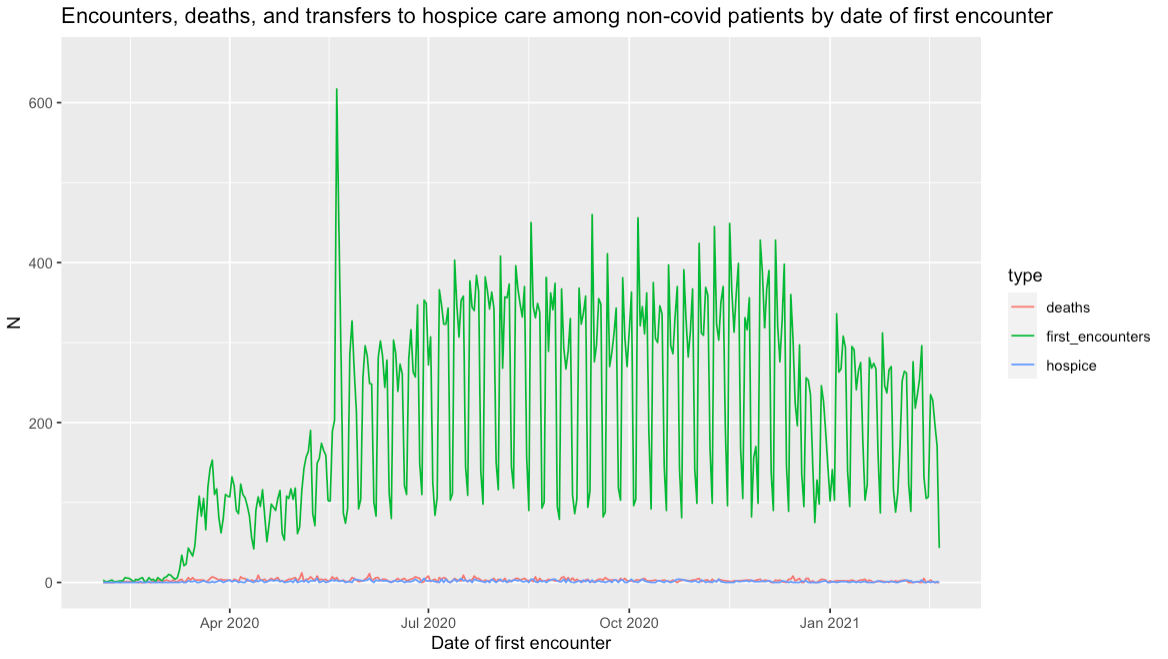 Encounters, deaths, and transfers to hospice care among non-covid patients by date of first encounter
600
400
200
0
N
Apr 2020
Jul 2020
Oct 2020
Jan 2021
Date of first encounter
type
deaths
first_encounters
hospice